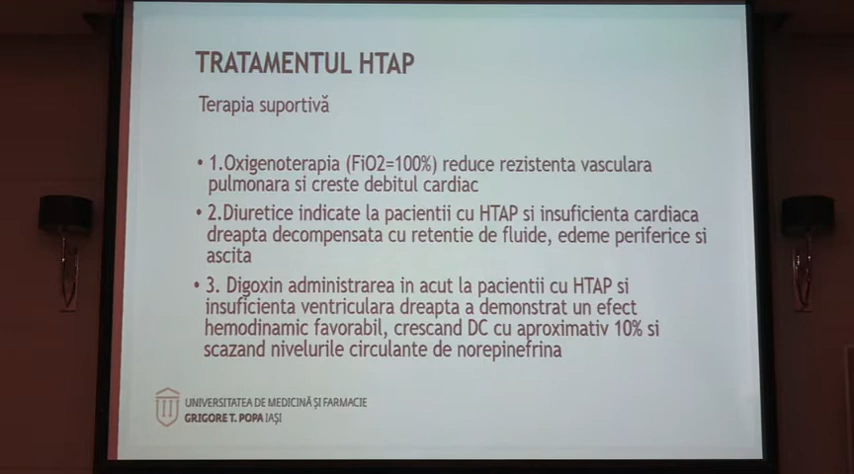 TRATAMENTUL HTAP
Terapia suportivă
• 1.Oxigenoterapia (FiO2=100%) reduce rezistenta vasculara
pulmonara si creste debitul cardiac
• 2.Diuretice indicate la pacientii cu HTAP si insuficienta cardiaca
dreapta decompensata cu retentie de fluide, edeme periferice si
ascita
• 3. Digoxin administrarea in acut la pacientii cu HTAP si
insuficienta ventriculara dreapta a demonstrat un efect
hemodinamic favorabil, crescand DC cu aproximativ 10% si
scazand nivelurile circulante de norepinefrina
UNIVERSITATEA DE MEDICINĂ ȘI FARMACIE
GRIGORE T. POPA IAȘI